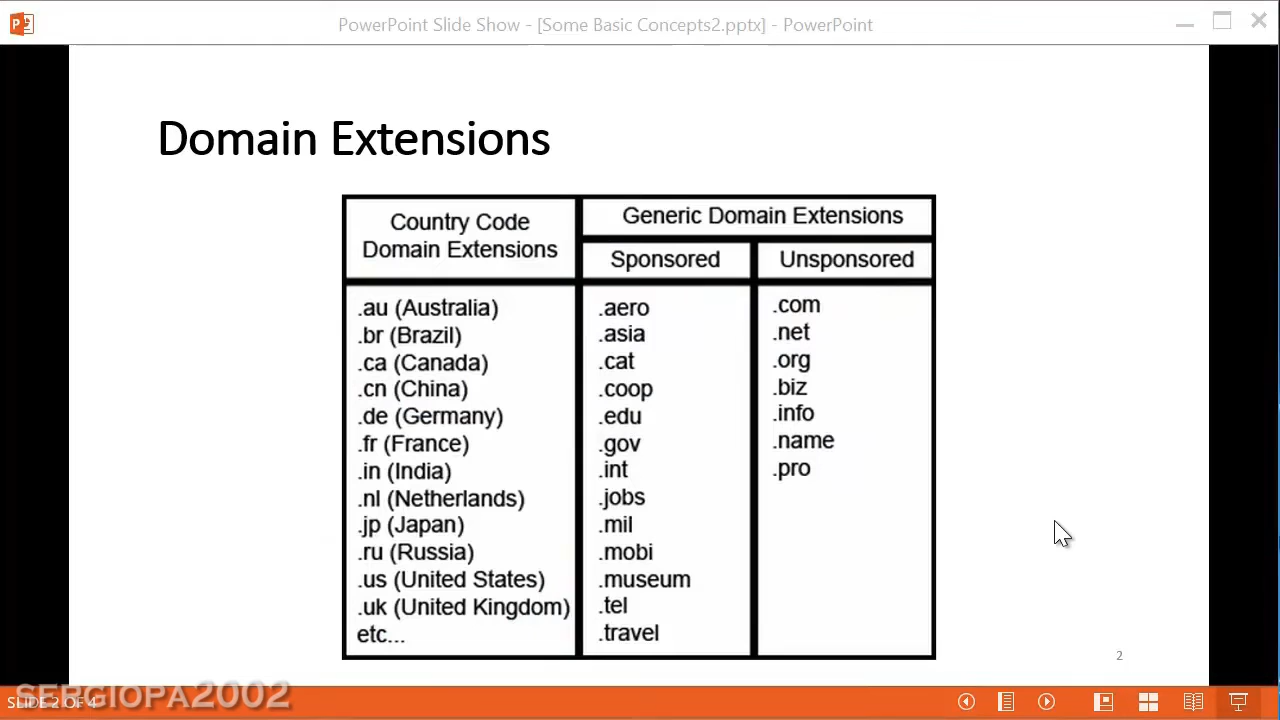 PowerPoint Slide Show - [Some Basic Concepts2.pptx] - PowerPoint
Domain Extensions
Country Code
Domain Extensions
Generic Domain Extensions
Sponsored
Unsponsored
.au (Australia)
.br (Brazil)
.ca (Canada)
.cn (China)
.de (Germany)
.fr (France)
.in (India)
.nl (Netherlands)
.jp (Japan)
.ru (Russia)
.us (United States)
.uk (United Kingdom)
etc...
.aero
.asia
.cat
.coop
.edu
.gov
.int
.jobs
.mil
.mobi
.museum
.tel
.travel
.com
.net
.org
.biz
.info
.name
.pro
2
SERGIOPA2002
SLIDE 2 OF 4